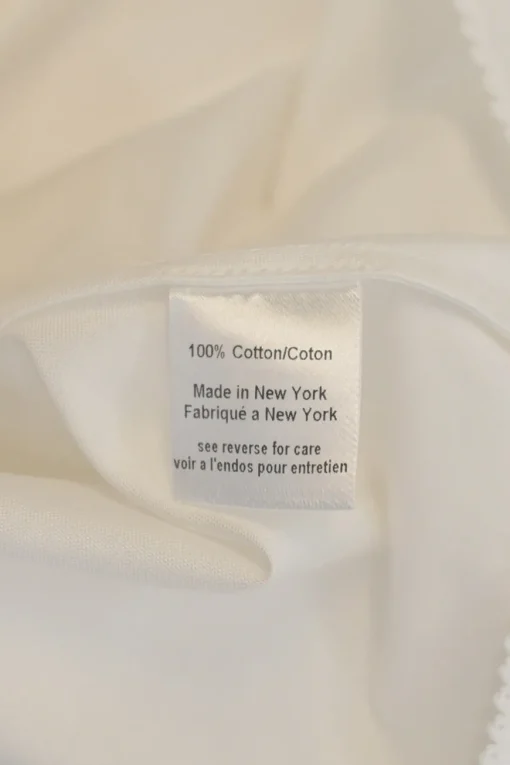 100% Cotton/Coton
Made in New York
Fabriqué a New York
see reverse for care
voir a l'endos pour entretien